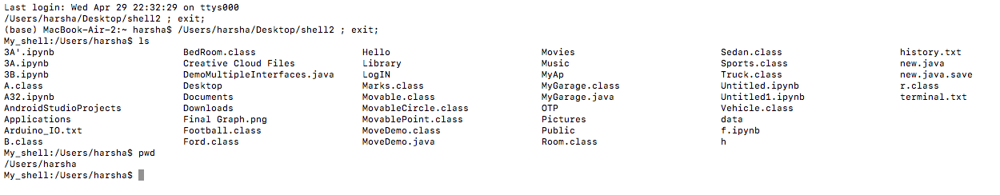 Last login: Wed Apr 29 22:32:29 on ttys000
/Users/harsha/Desktop/shell2 ; exit;
(base) MacBook-Air-2:~ harsha$ /Users/harsha/Desktop/shell2 ; exit;
My_shell:/Users/harsha$ ls
3A'.ipynb BedRoom.class Hello Movies Sedan.class history.txt
3A.ipynb Creative Cloud Files Library Music Sports.class new.java
3B.ipynb DemoMultipleInterfaces.java LogIN MyAp Truck.class new.java.save
A.class Desktop Marks.class MyGarage.class Untitled.ipynb r.class
A32.ipynb Documents Movable.class MyGarage.java Untitled1.ipynb terminal.txt
AndroidStudioProjects Downloads MovableCircle.class OTP Vehicle.class
Applications Final Graph.png MovablePoint.class Pictures data
Arduino_IO.txt Football.class MoveDemo.class Public f.ipynb
B.class Ford.class MoveDemo.java Room.class h
My_shell:/Users/harsha$ pwd
/Users/harsha
My_shell:/Users/harsha$